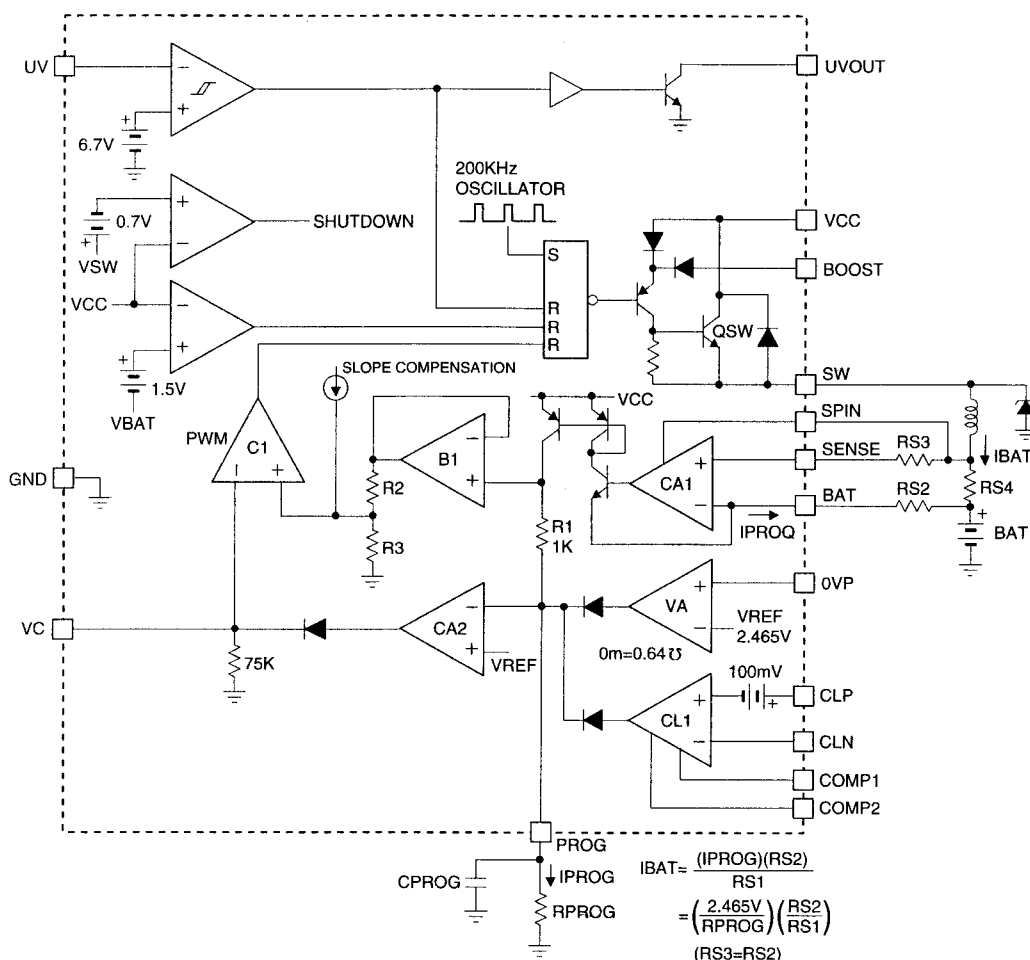 UV
UVOUT
6.7V
200KHz
OSCILLATOR
0.7V
SHUTDOWN
VSW
S
VCC
BOOST
VCC
R
R
R
QSW
1.5V
VBAT
SLOPE COMPENSATION
SW
VCC
SPIN
PWM
C1
B1
SENSE
RS3
IBAT
CA1
GND
R2
BAT
RS2
RS4
IPROQ
R1
1K
BAT
R3
0VP
VC
CA2
VA
VREF
2.465V
VREF
0m=0.64℧
75K
100mV
CLP
CL1
CLN
COMP1
COMP2
PROG
CPROG
IPROG
RPROG
IBAT= (IPROG)(RS2)
RS1
= (2.465V/RPROG) (RS2/RS1)
(RS3=RS2)